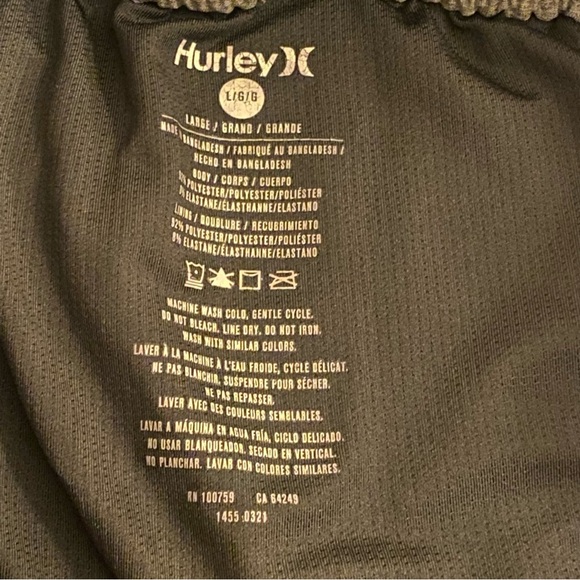 Hurley
L/G/G
LARGE / GRAND / GRANDE
MADE BANGLADESH / FABRIQUÉ AU BANGLADESH /
HECHO EN BANGLADESH
BODY / CORPS / CUERPO
POLYESTER/POLYESTER/POLIÉSTER
ELASTANE/ÉLASTHANNE/ELASTANO
LINING / DOUBLURE / RECUBRIMIENTO
92% POLYESTER/POLYESTER/POLIÉSTER
8% ELASTANE/ÉLASTHANNE/ELASTANO
MACHINE WASH COLD, GENTLE CYCLE.
DO NOT BLEACH. LINE DRY. DO NOT IRON.
WASH WITH SIMILAR COLORS.
LAVER À LA MACHINE À L'EAU FROIDE, CYCLE DÉLICAT.
NE PAS BLANCHIR, SUSPENDRE POUR SÉCHER.
NE PAS REPASSER.
LAVER AVEC DES COULEURS SEMBLABLES.
LAVAR A MÁQUINA EN AGUA FRÍA, CICLO DELICADO.
NO USAR BLANQUEADOR. SECADO EN VERTICAL.
NO PLANCHAR. LAVAR CON COLORES SIMILARES.
RN 100759 CA 64249
1455 0321